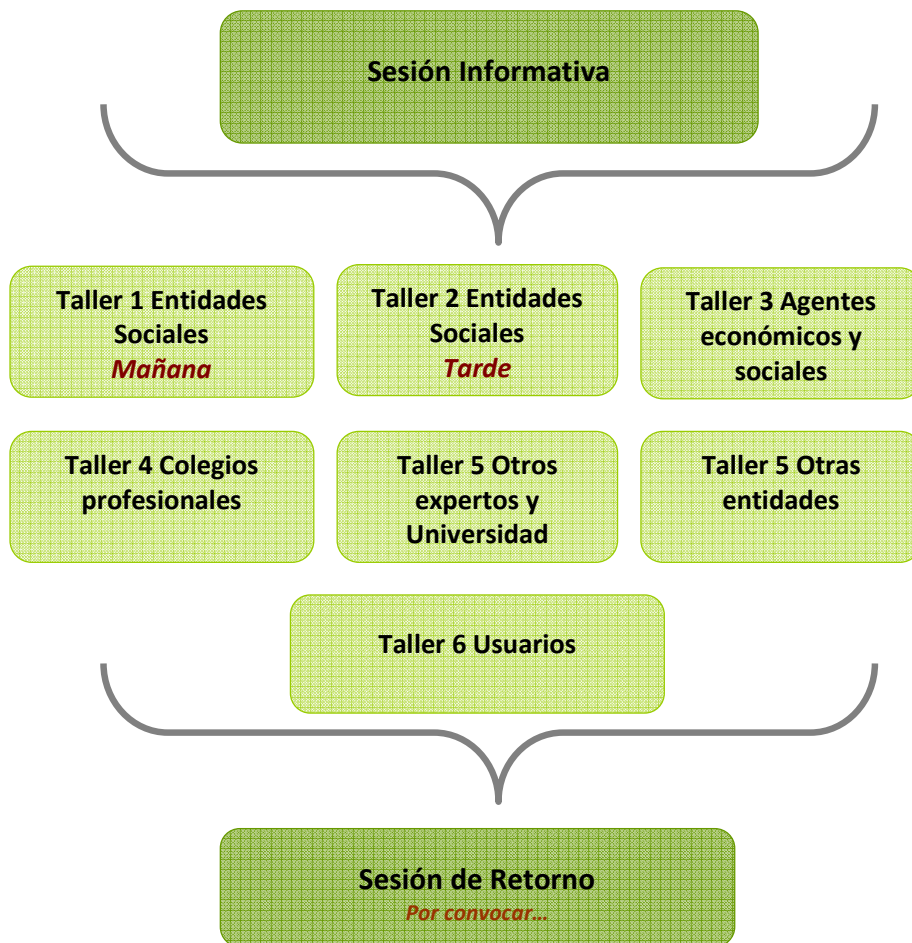 Sesión Informativa
Taller 1 Entidades
Sociales
Mañana
Taller 2 Entidades
Sociales
Tarde
Taller 3 Agentes
económicos y
sociales
Taller 4 Colegios
profesionales
Taller 5 Otros
expertos y
Universidad
Taller 5 Otras
entidades
Taller 6 Usuarios
Sesión de Retorno
Por convocar...